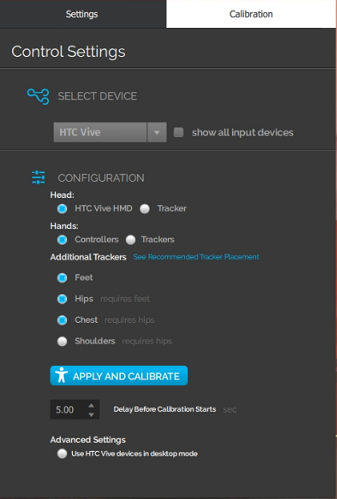 Settings Calibration
Control Settings
SELECT DEVICE
HTC Vive show all input devices
CONFIGURATION
Head:
HTC Vive HMD Tracker
Hands:
Controllers Trackers
Additional Trackers See Recommended Tracker Placement
Feet
Hips requires feet
Chest requires hips
Shoulders requires hips
APPLY AND CALIBRATE
5.00 Delay Before Calibration Starts sec
Advanced Settings
Use HTC Vive devices in desktop mode